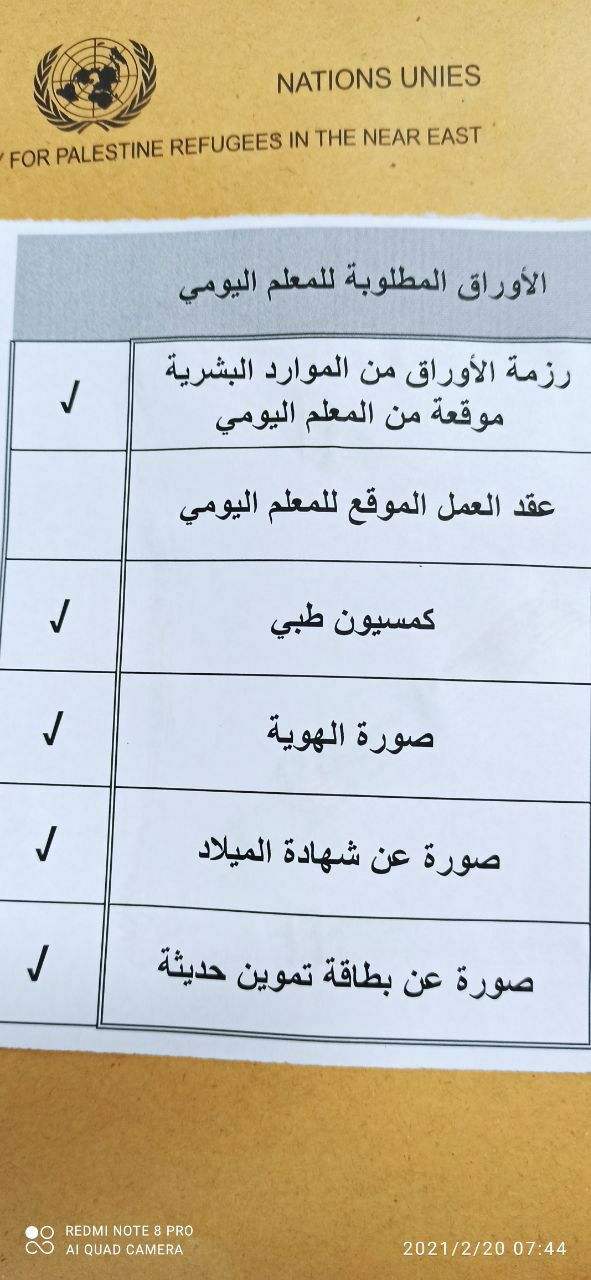 NATIONS UNIES
FOR PALESTINE REFUGEES IN THE NEAR EAST
الأوراق المطلوبة للمعلم اليومي
رزمة الأوراق من الموارد البشرية
موقعة من المعلم اليومي
√
عقد العمل الموقع للمعلم اليومي
كمسيون طبي
√
صورة الهوية
√
صورة عن شهادة الميلاد
√
صورة عن بطاقة تموين حديثة
√
REDMI NOTE 8 PRO
AI QUAD CAMERA
2021/2/20 07:44